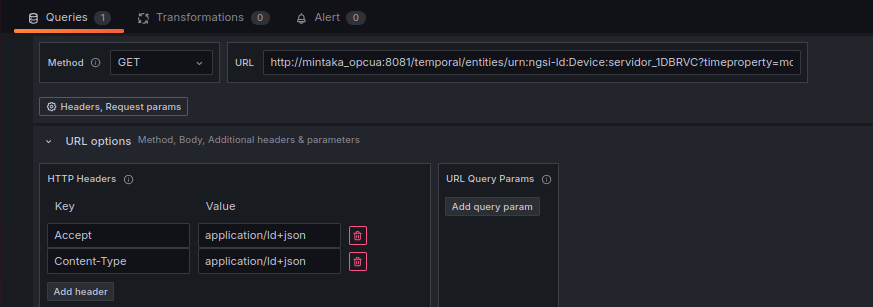 Queries 1 Transformations 0 Alert 0
Method GET URL http://mintaka_opcua:8081/temporal/entities/urn:ngsi-ld:Device:servidor_1DBRVC?timeproperty=mc
Headers, Request params
URL options Method, Body, Additional headers & parameters
HTTP Headers URL Query Params
Key Value Add query param
Accept application/ld+json
Content-Type application/ld+json
Add header